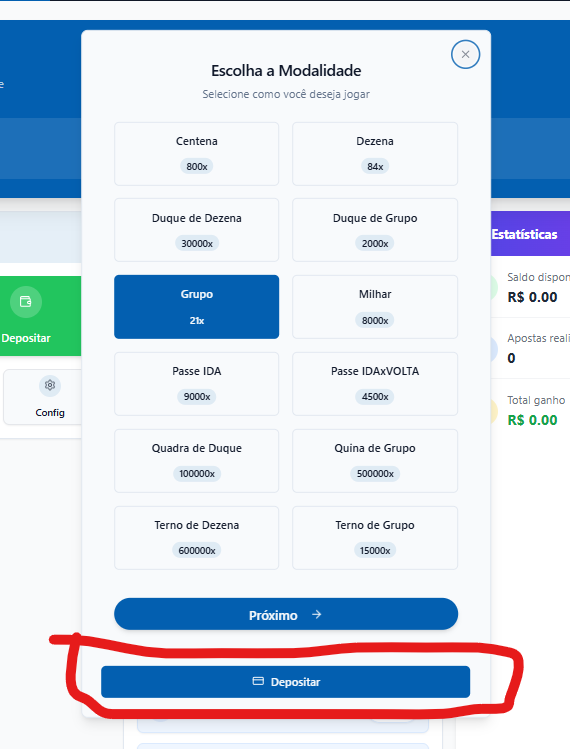 e
Escolha a Modalidade
Selecione como você deseja jogar
Centena
800x
Dezena
84x
Duque de Dezena
30000x
Duque de Grupo
2000x
Grupo
21x
Milhar
8000x
Passe IDA
9000x
Passe IDAxVOLTA
4500x
Quadra de Duque
100000x
Quina de Grupo
500000x
Terno de Dezena
600000x
Terno de Grupo
15000x
Próximo
Depositar
Depositar
Config
Estatísticas
Saldo dispon
R$ 0.00
Apostas reali
0
Total ganho
R$ 0.00